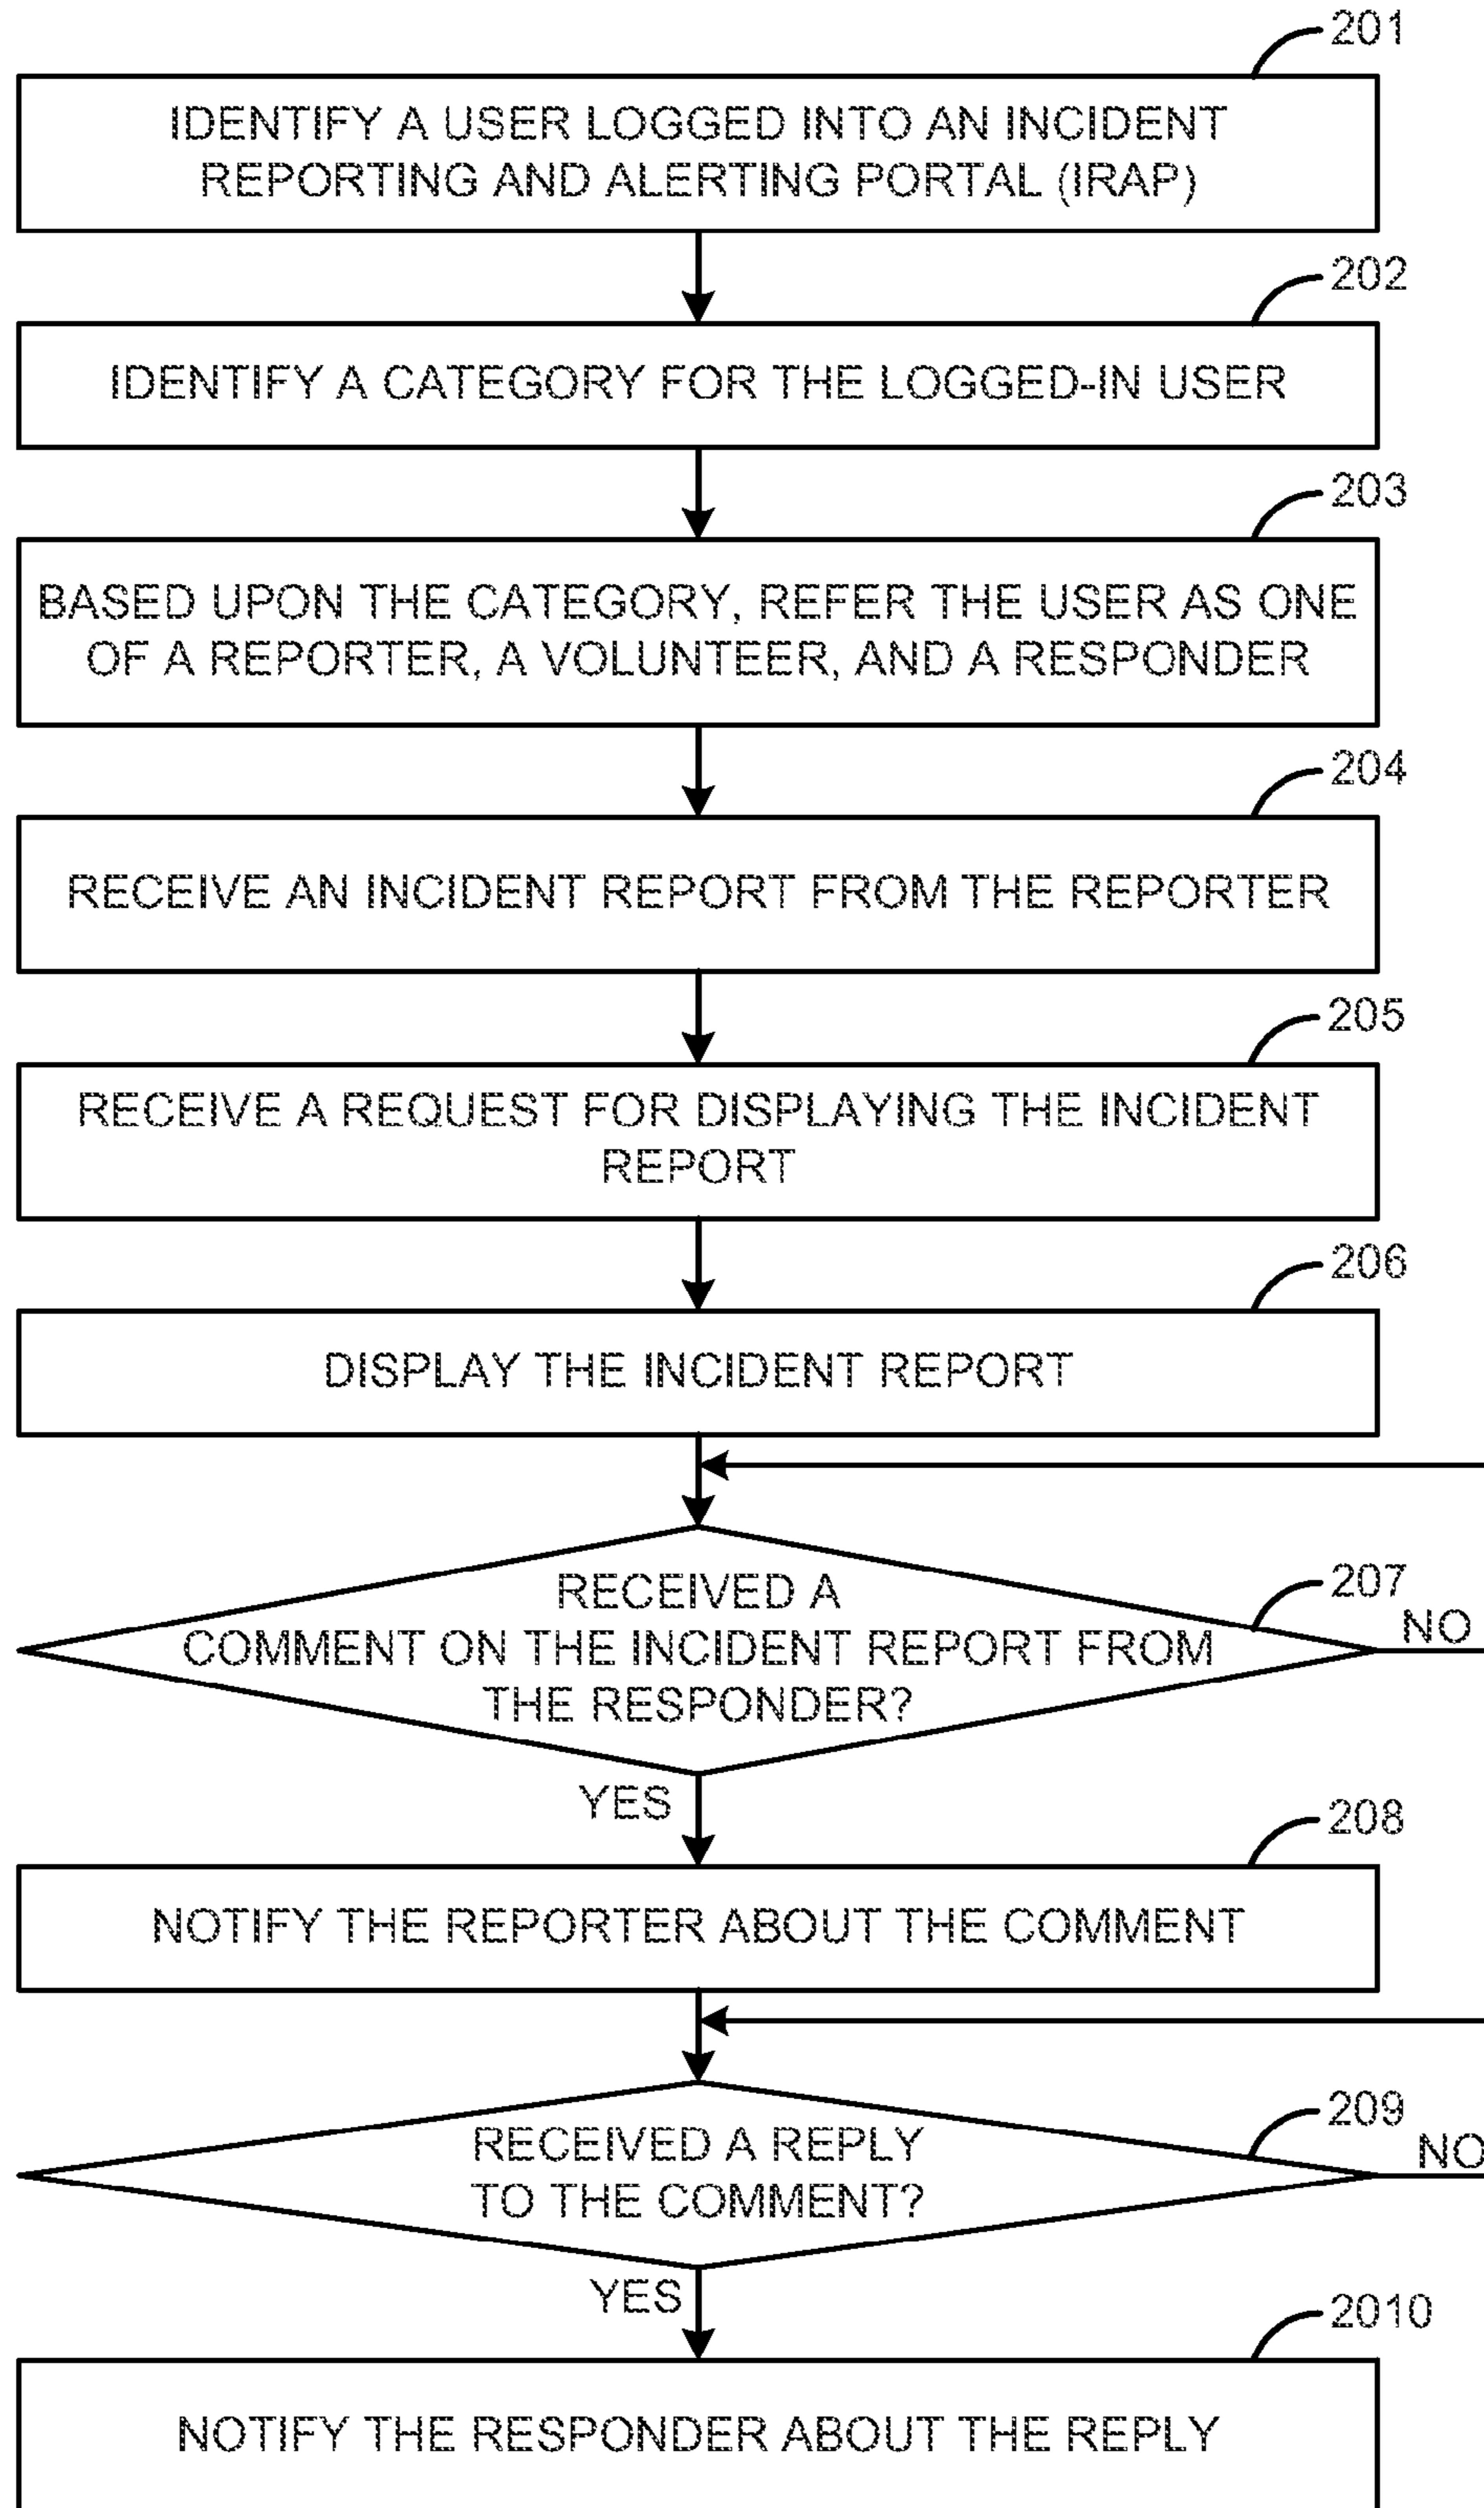 201
IDENTIFY A USER LOGGED INTO AN INCIDENT
REPORTING AND ALERTING PORTAL (IRAP)
202
IDENTIFY A CATEGORY FOR THE LOGGED-IN USER
203
BASED UPON THE CATEGORY, REFER THE USER AS ONE
OF A REPORTER, A VOLUNTEER, AND A RESPONDER
204
RECEIVE AN INCIDENT REPORT FROM THE REPORTER
205
RECEIVE A REQUEST FOR DISPLAYING THE INCIDENT
REPORT
206
DISPLAY THE INCIDENT REPORT
207
RECEIVED A
COMMENT ON THE INCIDENT REPORT FROM
THE RESPONDER?
NO
YES
208
NOTIFY THE REPORTER ABOUT THE COMMENT
209
RECEIVED A REPLY
TO THE COMMENT?
NO
YES
2010
NOTIFY THE RESPONDER ABOUT THE REPLY